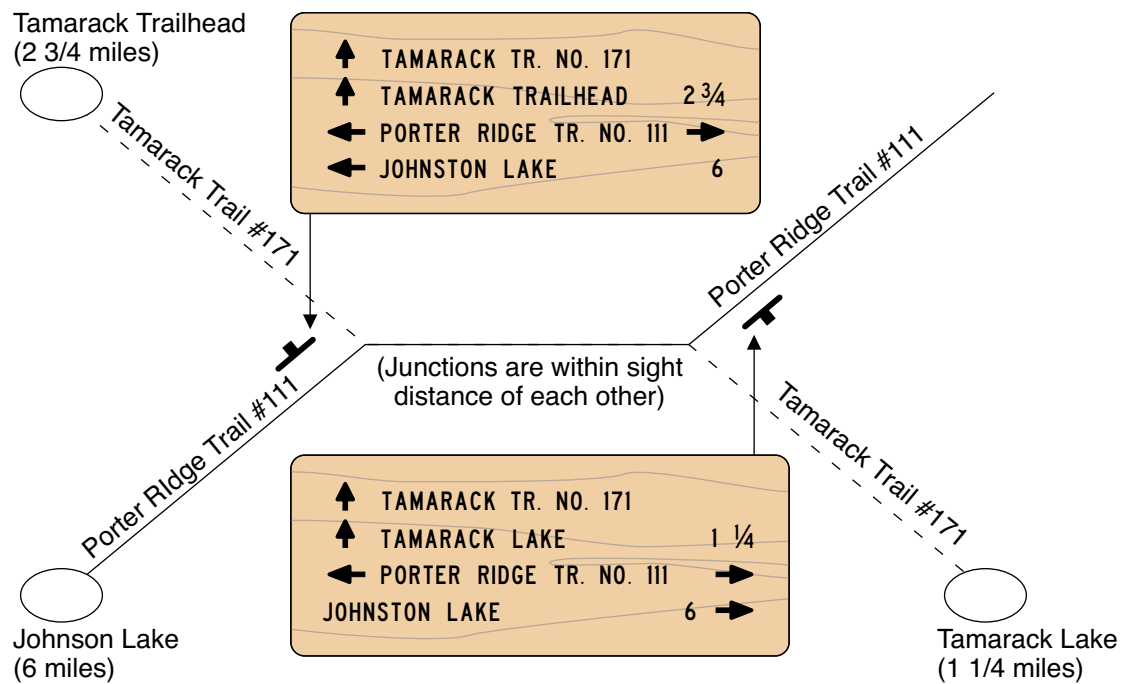 Tamarack Trailhead
(2 3/4 miles)
TAMARACK TR. NO. 171
TAMARACK TRAILHEAD 2 3/4
PORTER RIDGE TR. NO. 111
JOHNSTON LAKE 6
Tamarack Trail #171
Porter Ridge Trail #111
(Junctions are within sight
distance of each other)
Porter RIdge Trail #111
Tamarack Trail #171
TAMARACK TR. NO. 171
TAMARACK LAKE 1 1/4
PORTER RIDGE TR. NO. 111
JOHNSTON LAKE 6
Johnson Lake
(6 miles)
Tamarack Lake
(1 1/4 miles)